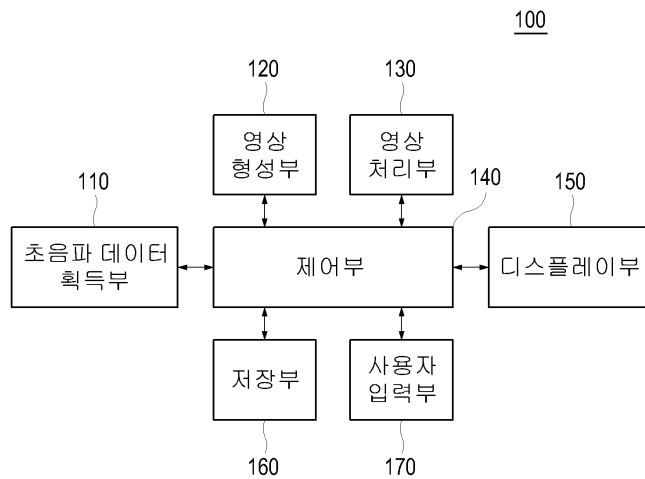 100
120
130
영상
형성부
영상
처리부
110
140
150
초음파 데이터
획득부
제어부
디스플레이부
저장부
사용자
입력부
160
170